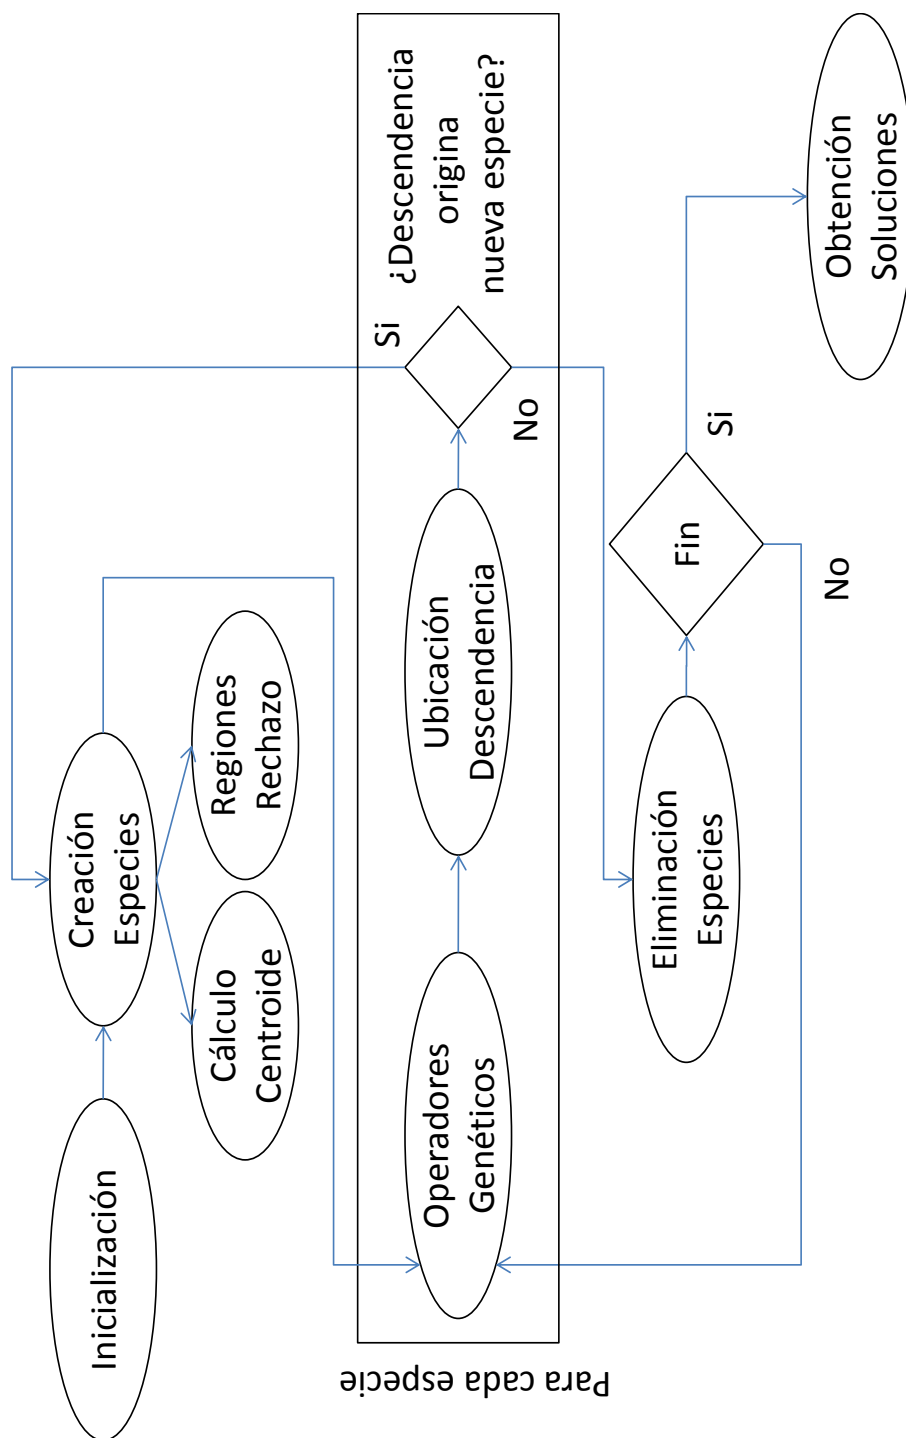 Inicialización
Creación
Especies
Cálculo
Centroide
Regiones
Rechazo
Para cada especie
Operadores
Genéticos
Ubicación
Descendencia
¿Descendencia
origina
nueva especie?
Si
No
Eliminación
Especies
Fin
Si
No
Obtención
Soluciones